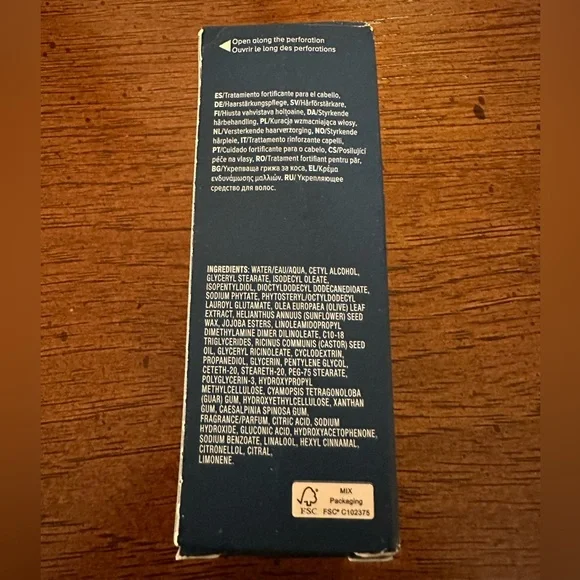 Open along the perforation
Ouvrir le long des perforations
ES/Tratamiento fortificante para el cabello,
DE/Haarstärkungspflege, SV/Hårförstärkare,
FI/Hiusta vahvistava hoitoaine, DA/Styrkende
hårbehandling, PL/Kuracja wzmacniająca włosy,
NL/Versterkende haarverzorging, NO/Styrkende
hårpleie, IT/Trattamento rinforzante capelli,
PT/Cuidado fortificante para o cabelo, CS/Posilující
péče na vlasy, RO/Tratament fortifiant pentru păr,
BG/Укрепваща грижа за коса, EL/Κρέμα
ενδυνάμωσης μαλλιών, RU/ Укрепляющее
средство для волос.
INGREDIENTS: WATER/EAU/AQUA, CETYL ALCOHOL,
GLYCERYL STEARATE, ISODECYL OLEATE,
ISOPENTYLDIOL, DIOCTYLDODECYL DODECANEDIOATE,
SODIUM PHYTATE, PHYTOSTERYL/OCTYLDODECYL
LAUROYL GLUTAMATE, OLEA EUROPAEA (OLIVE) LEAF
EXTRACT, HELIANTHUS ANNUUS (SUNFLOWER) SEED
WAX, JOJOBA ESTERS, LINOLEAMIDOPROPYL
DIMETHYLAMINE DIMER DILINOLEATE, C10-18
TRIGLYCERIDES, RICINUS COMMUNIS (CASTOR) SEED
OIL, GLYCERYL RICINOLEATE, CYCLODEXTRIN,
PROPANEDIOL, GLYCERIN, PENTYLENE GLYCOL,
CETETH-20, STEARETH-20, PEG-75 STEARATE,
POLYGLYCERIN-3, HYDROXYPROPYL
METHYLCELLULOSE, CYAMOPSIS TETRAGONOLOBA
(GUAR) GUM, HYDROXYETHYLCELLULOSE, XANTHAN
GUM, CAESALPINIA SPINOSA GUM,
FRAGRANCE/PARFUM, CITRIC ACID, SODIUM
HYDROXIDE, GLUCONIC ACID, HYDROXYACETOPHENONE,
SODIUM BENZOATE, LINALOOL, HEXYL CINNAMAL,
CITRONELLOL, CITRAL,
LIMONENE.
FSC
MIX
Packaging
FSC® C102375